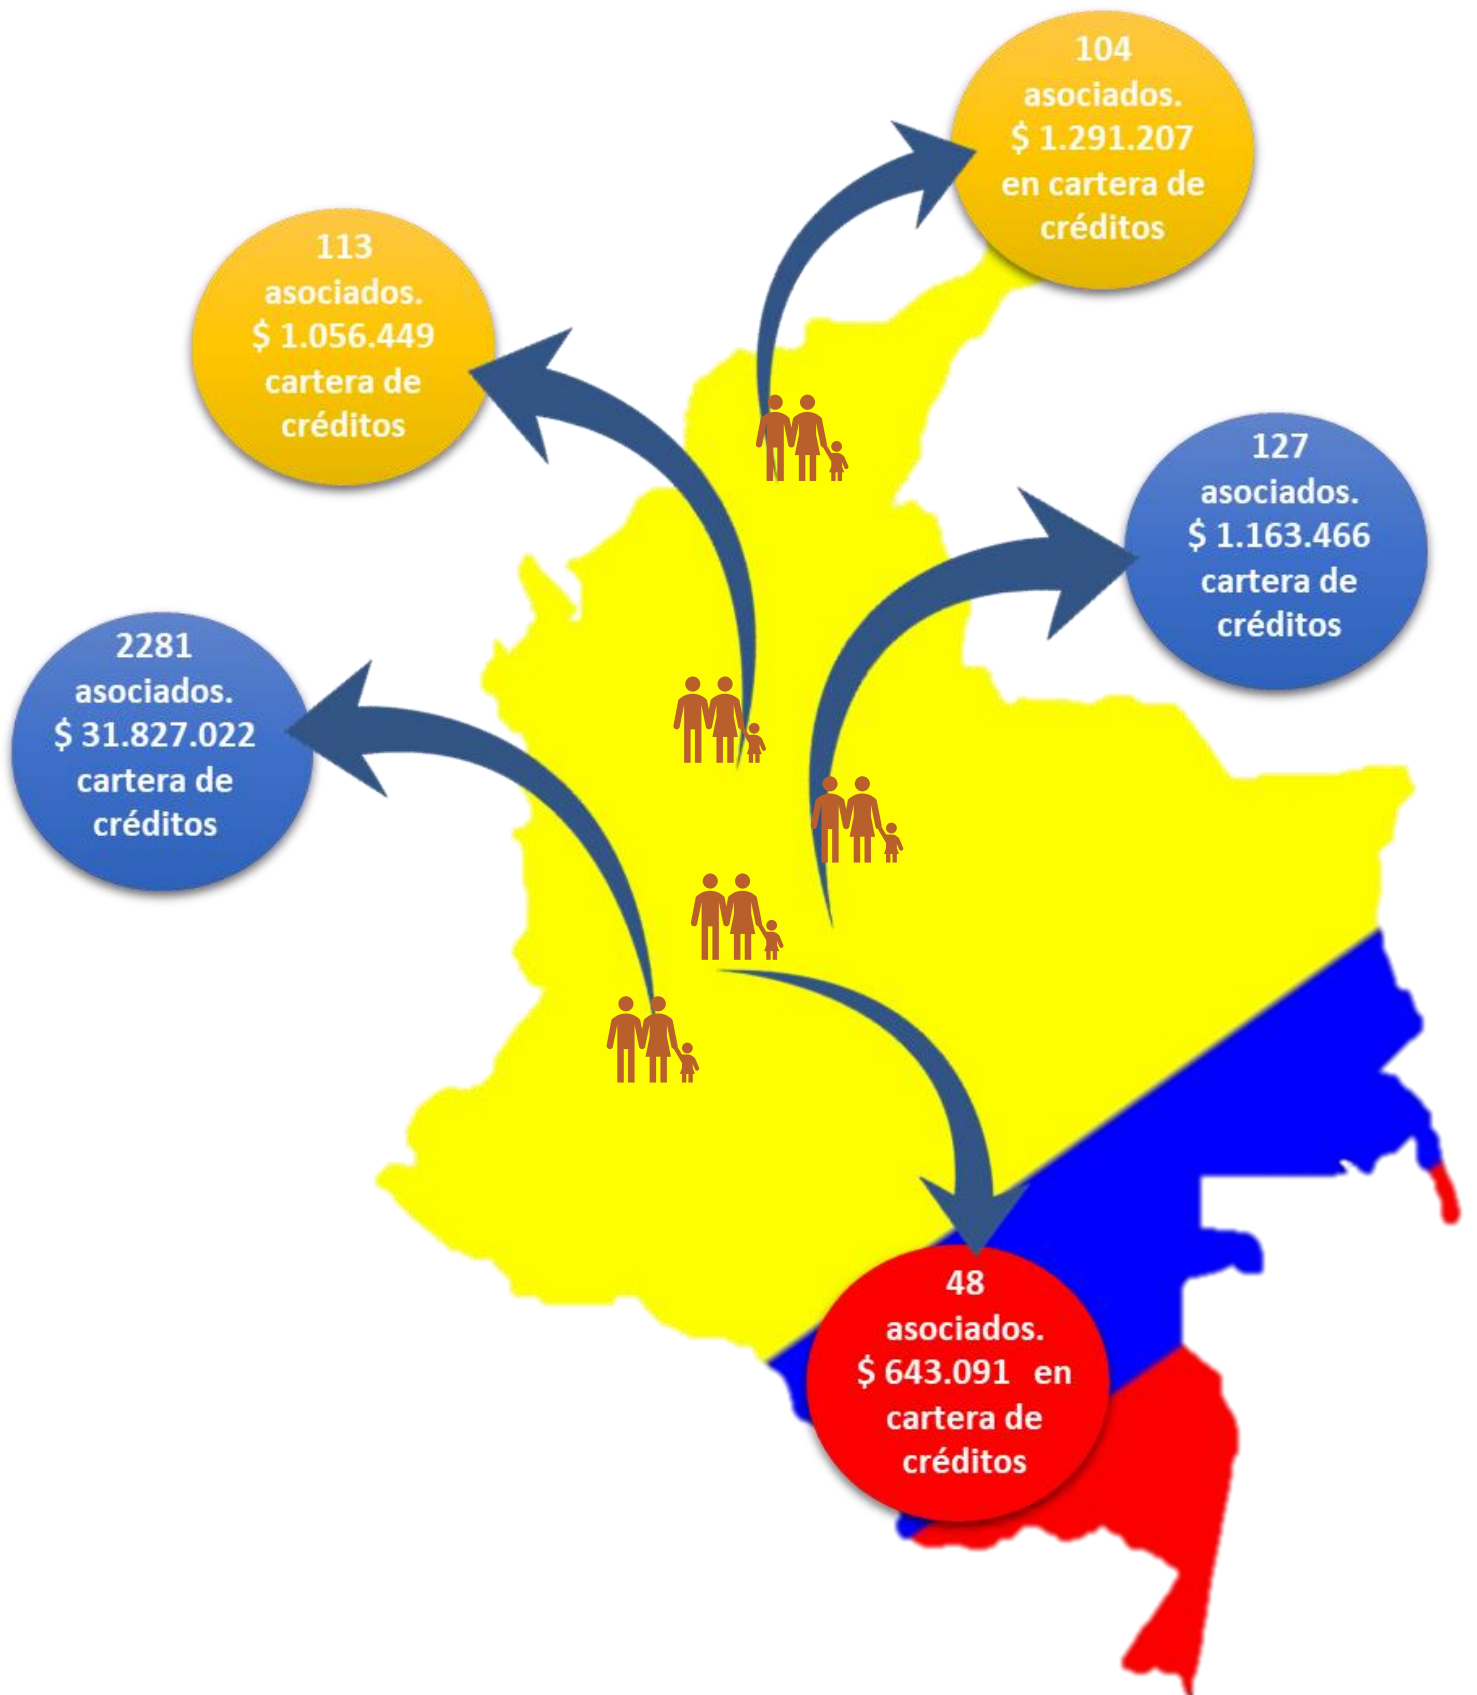 104
asociados.
$ 1.291.207
en cartera de
créditos
113
asociados.
$ 1.056.449
cartera de
créditos
127
asociados.
$ 1.163.466
cartera de
créditos
2281
asociados.
$ 31.827.022
cartera de
créditos
48
asociados.
$ 643.091 en
cartera de
créditos